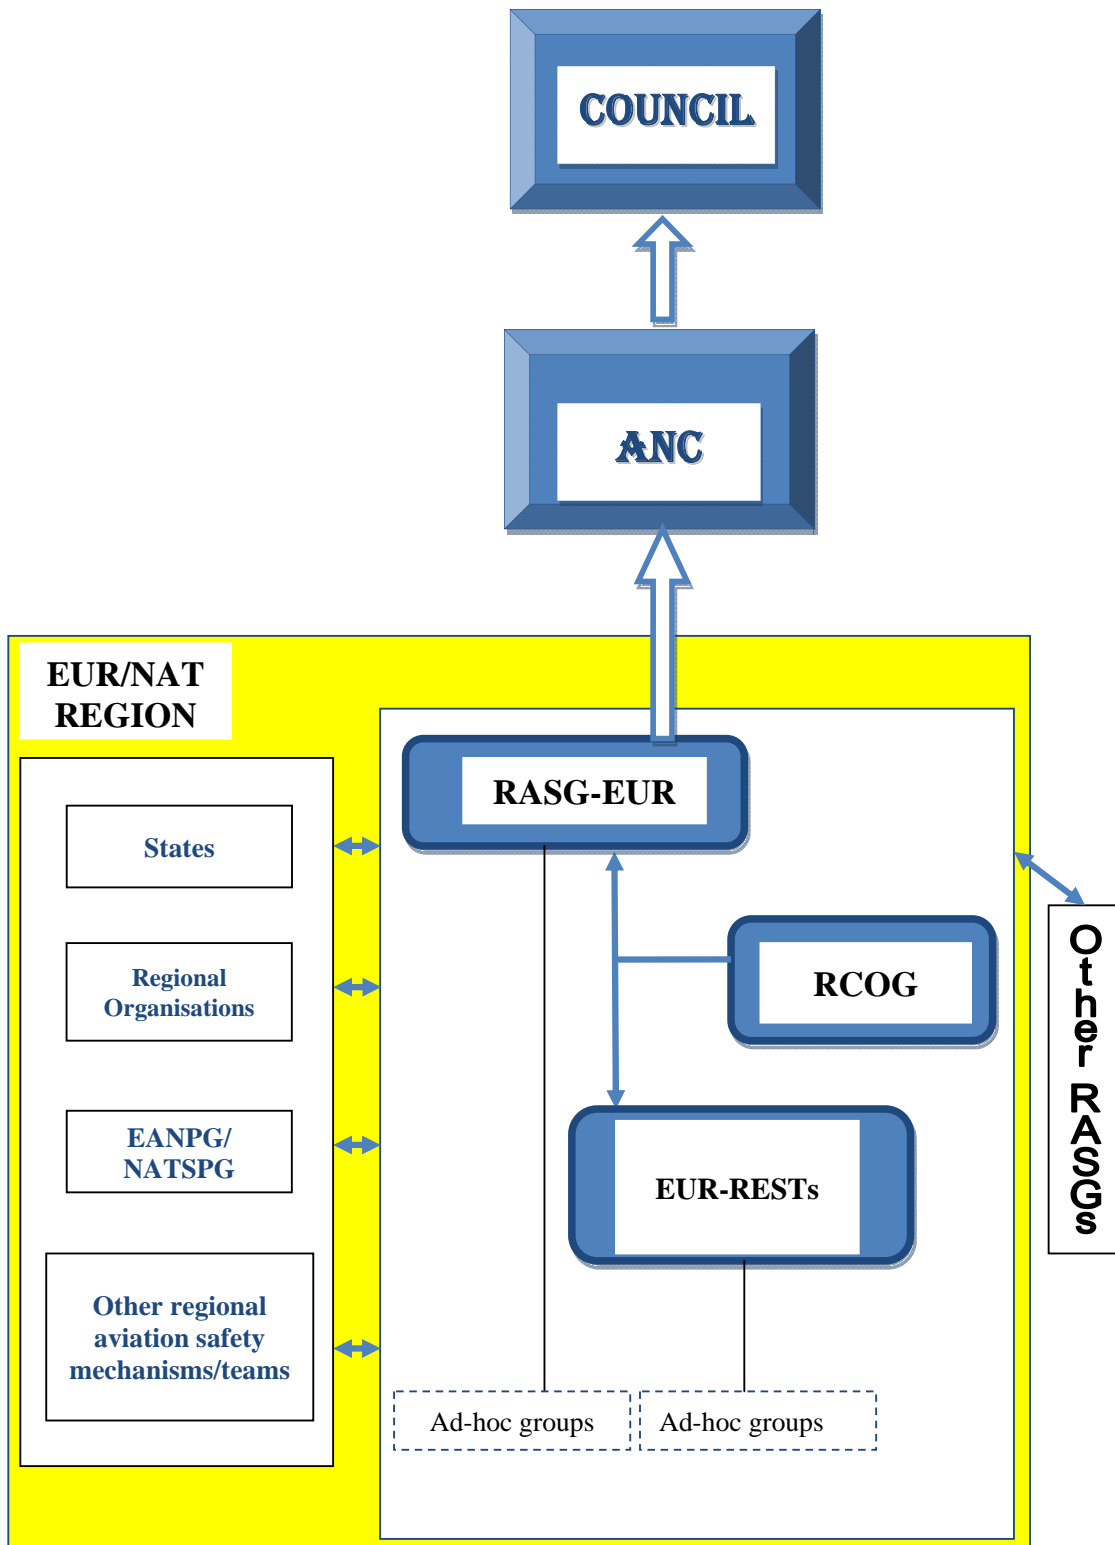 COUNCIL
ANC
EUR/NAT
REGION
RASG-EUR
States
Regional
Organisations
RCOG
Other RASGs
EANPG/
NATSPG
EUR-RESTs
Other regional
aviation safety
mechanisms/teams
Ad-hoc groups
Ad-hoc groups